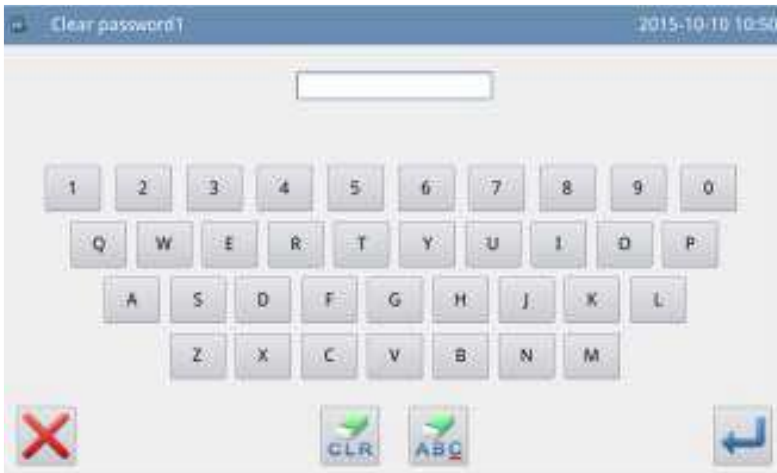 Clear password1 2015-10-10 10:50
1 2 3 4 5 6 7 8 9 0
Q W E R T Y U I O P
A S D F G H J K L
Z X C V B N M
CLR ABC